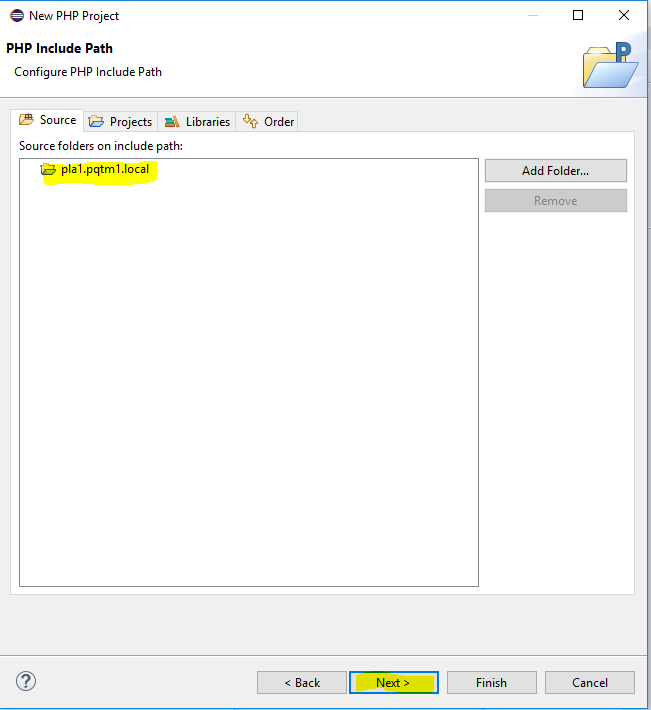 New PHP Project
PHP Include Path
Configure PHP Include Path
P
Source Projects Libraries Order
Source folders on include path:
pla1.pqtm1.local
Add Folder...
Remove
? < Back Next > Finish Cancel